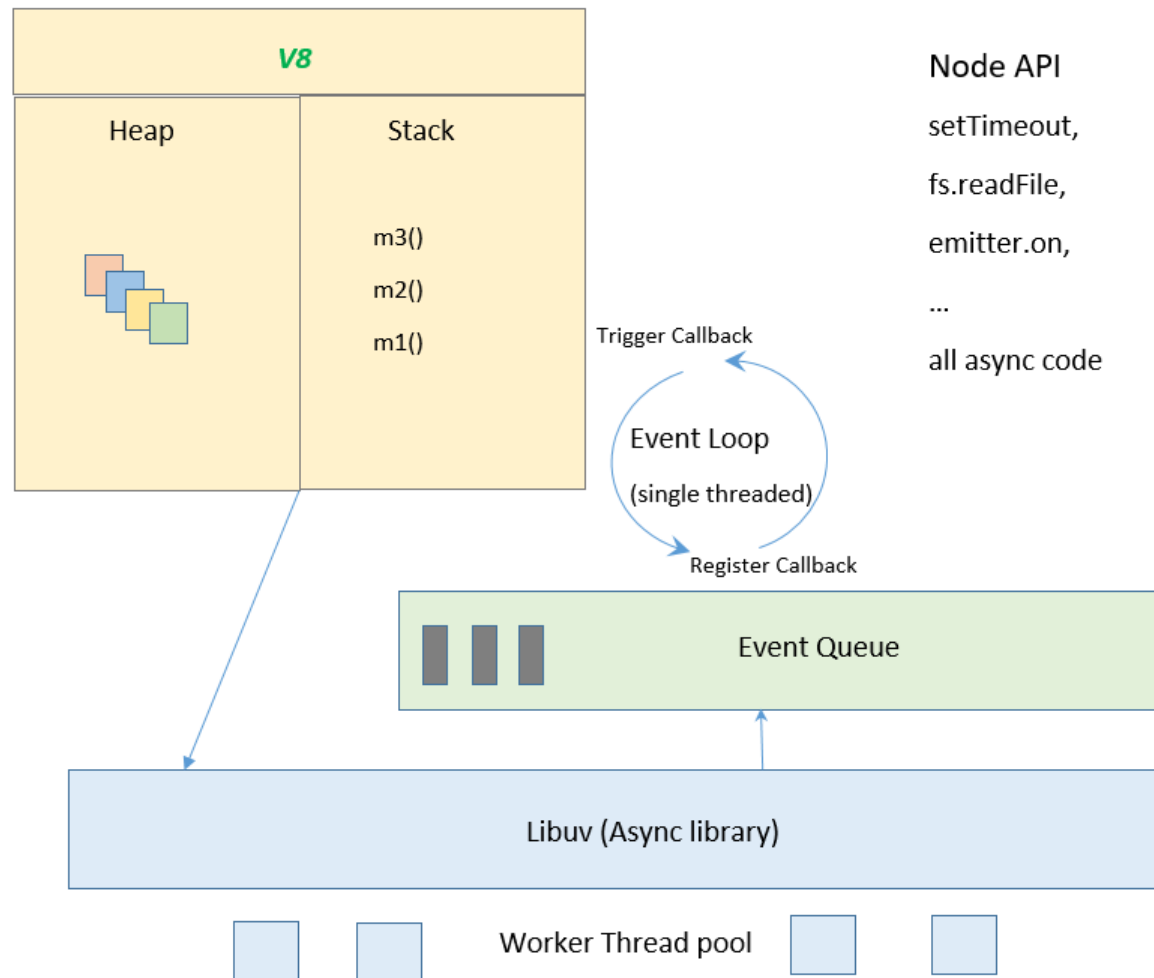 V8
Heap
Stack
m3()
m2()
m1()
Node API
setTimeout,
fs.readFile,
emitter.on,
...
all async code
Trigger Callback
Event Loop
(single threaded)
Register Callback
Event Queue
Libuv (Async library)
Worker Thread pool